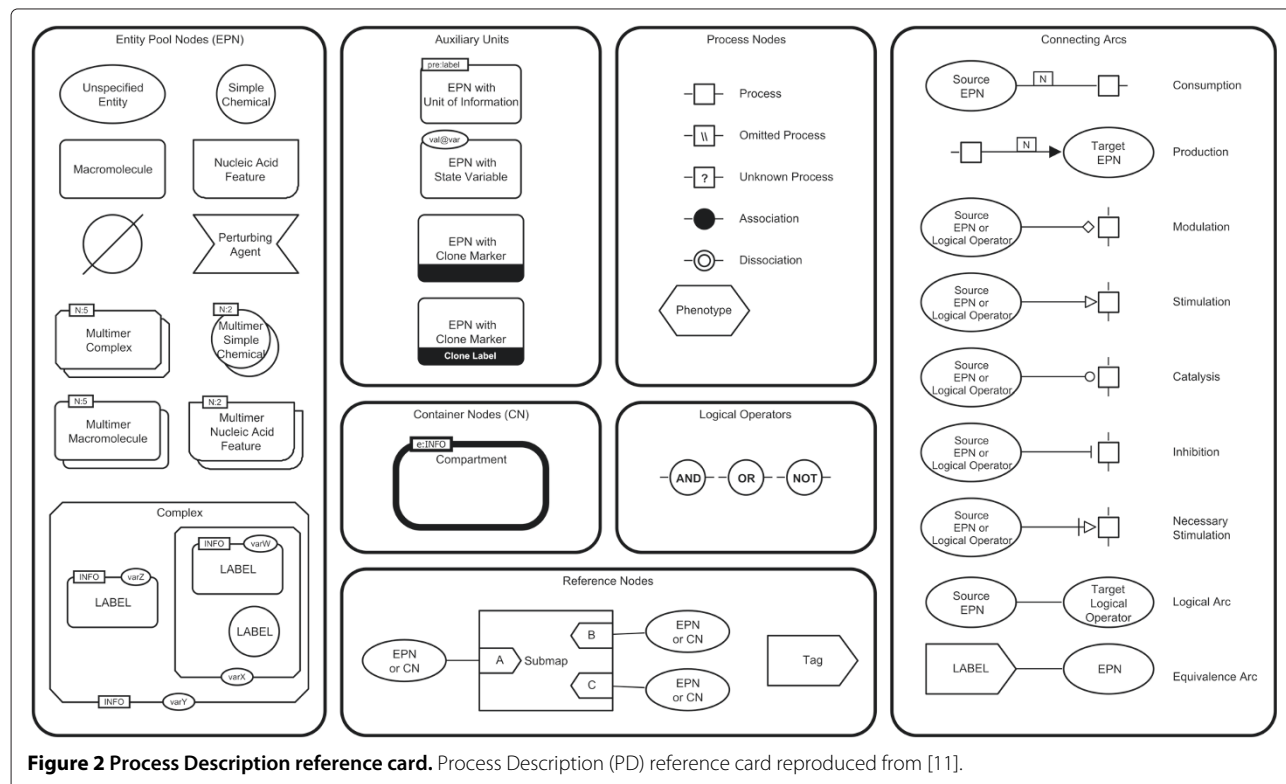 Entity Pool Nodes (EPN)
Unspecified
Entity
Simple
Chemical
Macromolecule
Nucleic Acid
Feature
Perturbing
Agent
N:5
Multimer
Complex
N:2
Multimer
Simple
Chemical
N:5
Multimer
Macromolecule
N:2
Multimer
Nucleic Acid
Feature
Complex
INFO
varZ
LABEL
INFO
varW
LABEL
LABEL
varX
INFO
varY
Auxiliary Units
pre:label
EPN with
Unit of Information
val@var
EPN with
State Variable
EPN with
Clone Marker
EPN with
Clone Marker
Clone Label
Process Nodes
Process
\\
Omitted Process
?
Unknown Process
Association
Dissociation
Phenotype
Container Nodes (CN)
e:INFO
Compartment
Logical Operators
AND
OR
NOT
Reference Nodes
EPN
or CN
A
Submap
B
EPN
or CN
C
EPN
or CN
Tag
Connecting Arcs
Source
EPN
N
Consumption
N
Target
EPN
Production
Source
EPN or
Logical Operator
Modulation
Source
EPN or
Logical Operator
Stimulation
Source
EPN or
Logical Operator
Catalysis
Source
EPN or
Logical Operator
Inhibition
Source
EPN or
Logical Operator
Necessary
Stimulation
Source
EPN
Target
Logical
Operator
Logical Arc
LABEL
EPN
Equivalence Arc
Figure 2 Process Description reference card. Process Description (PD) reference card reproduced from [11].